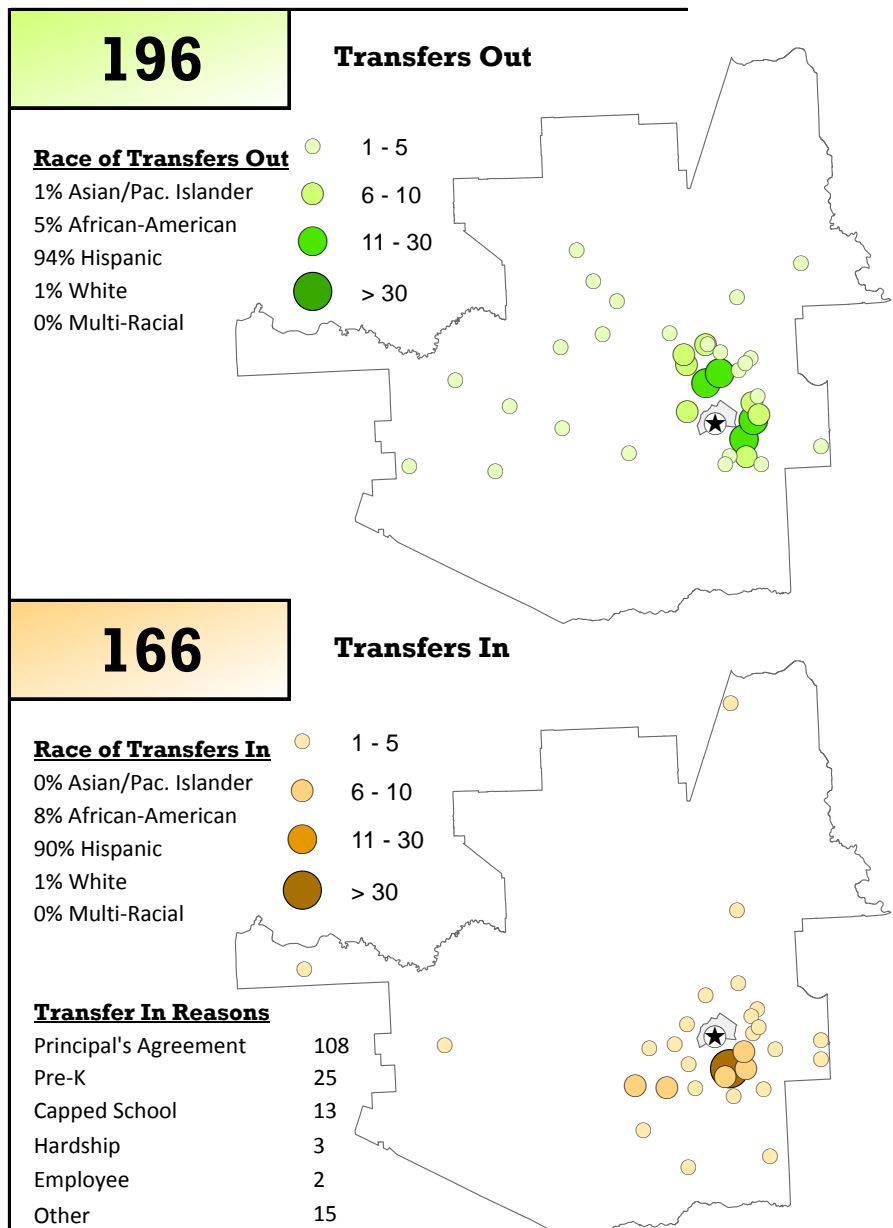 196
Transfers Out
Race of Transfers Out
1% Asian/Pac. Islander
5% African-American
94% Hispanic
1% White
0% Multi-Racial
1 - 5
6 - 10
11 - 30
> 30
166
Transfers In
Race of Transfers In
0% Asian/Pac. Islander
8% African-American
90% Hispanic
1% White
0% Multi-Racial
1 - 5
6 - 10
11 - 30
> 30
Transfer In Reasons
Principal's Agreement 108
Pre-K 25
Capped School 13
Hardship 3
Employee 2
Other 15